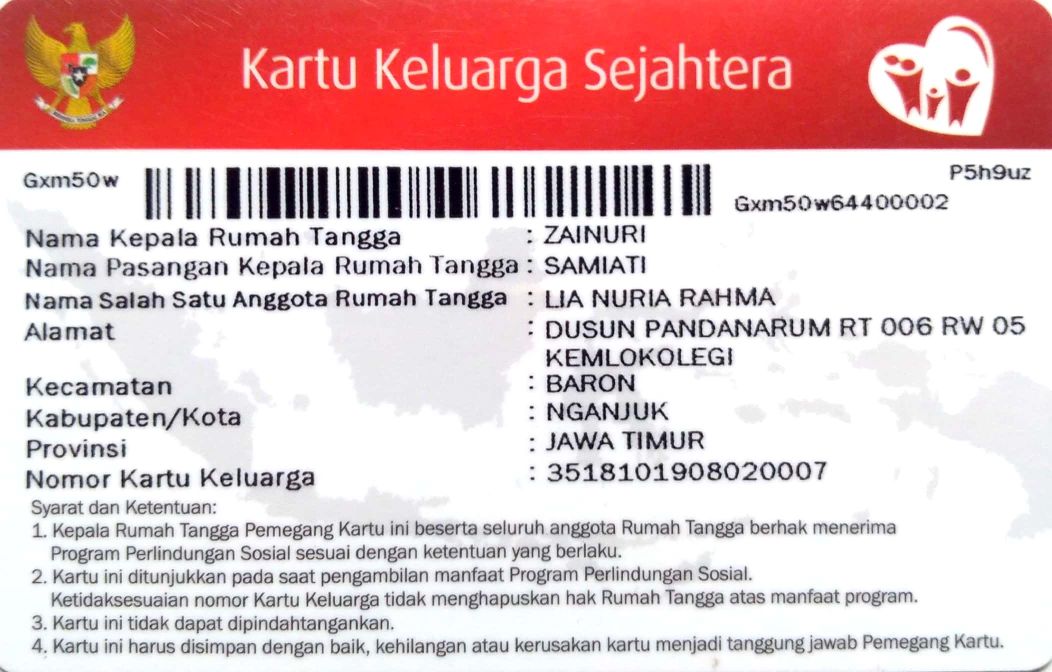 Kartu Keluarga Sejahtera
Gxm50w
P5h9uz
Gxm50w64400002
Nama Kepala Rumah Tangga : ZAINURI
Nama Pasangan Kepala Rumah Tangga : SAMIATI
Nama Salah Satu Anggota Rumah Tangga : LIA NURIA RAHMA
Alamat : DUSUN PANDANARUM RT 006 RW 05
KEMLOKOLEGI
Kecamatan : BARON
Kabupaten/Kota : NGANJUK
Provinsi : JAWA TIMUR
Nomor Kartu Keluarga : 3518101908020007
Syarat dan Ketentuan:
1. Kepala Rumah Tangga Pemegang Kartu ini beserta seluruh anggota Rumah Tangga berhak menerima
Program Perlindungan Sosial sesuai dengan ketentuan yang berlaku.
2. Kartu ini ditunjukkan pada saat pengambilan manfaat Program Perlindungan Sosial.
Ketidaksesuaian nomor Kartu Keluarga tidak menghapuskan hak Rumah Tangga atas manfaat program.
3. Kartu ini tidak dapat dipindahtangankan.
4. Kartu ini harus disimpan dengan baik, kehilangan atau kerusakan kartu menjadi tanggung jawab Pemegang Kartu.